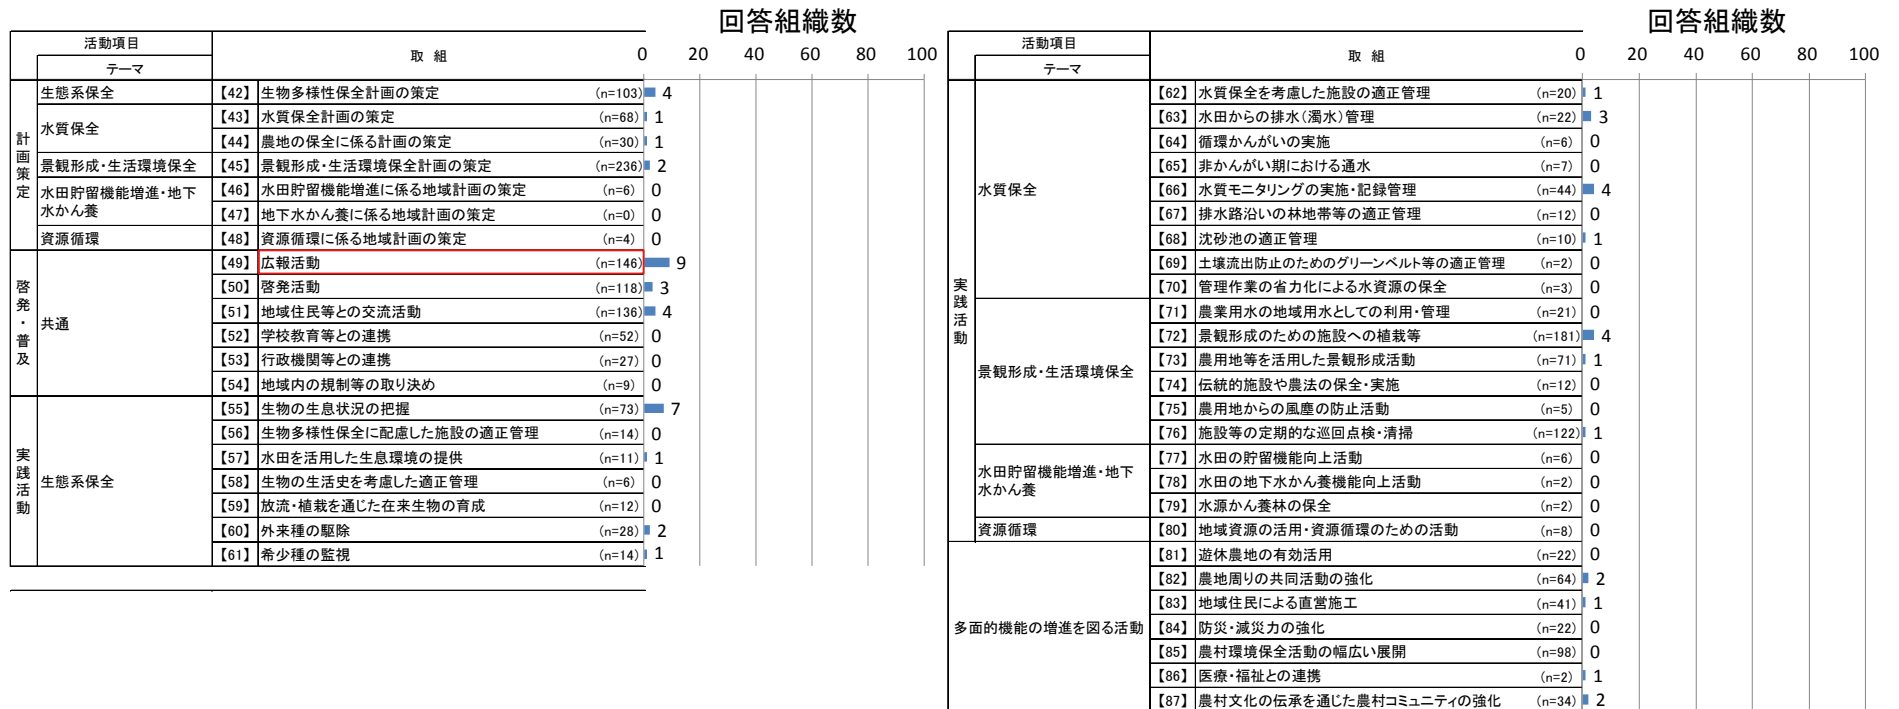 回答組織数
活動項目
テーマ
取 組
0 20 40 60 80 100
計画策定
生態系保全 【42】 生物多様性保全計画の策定 (n=103) 4
水質保全
【43】 水質保全計画の策定 (n=68) 1
【44】 農地の保全に係る計画の策定 (n=30) 1
景観形成・生活環境保全 【45】 景観形成・生活環境保全計画の策定 (n=236) 2
水田貯留機能増進・地下
水かん養
【46】 水田貯留機能増進に係る地域計画の策定 (n=6) 0
【47】 地下水かん養に係る地域計画の策定 (n=0) 0
資源循環 【48】 資源循環に係る地域計画の策定 (n=4) 0
啓発・普及
共通
【49】 広報活動 (n=146) 9
【50】 啓発活動 (n=118) 3
【51】 地域住民等との交流活動 (n=136) 4
【52】 学校教育等との連携 (n=52) 0
【53】 行政機関等との連携 (n=27) 0
【54】 地域内の規制等の取り決め (n=9) 0
実践活動
生態系保全
【55】 生物の生息状況の把握 (n=73) 7
【56】 生物多様性保全に配慮した施設の適正管理 (n=14) 0
【57】 水田を活用した生息環境の提供 (n=11) 1
【58】 生物の生活史を考慮した適正管理 (n=6) 0
【59】 放流・植栽を通じた在来生物の育成 (n=12) 0
【60】 外来種の駆除 (n=28) 2
【61】 希少種の監視 (n=14) 1
回答組織数
活動項目
テーマ
取 組
0 20 40 60 80 100
実践活動
水質保全
【62】 水質保全を考慮した施設の適正管理 (n=20) 1
【63】 水田からの排水(濁水)管理 (n=22) 3
【64】 循環かんがいの実施 (n=6) 0
【65】 非かんがい期における通水 (n=7) 0
【66】 水質モニタリングの実施・記録管理 (n=44) 4
【67】 排水路沿いの林地帯等の適正管理 (n=12) 0
【68】 沈砂池の適正管理 (n=10) 1
【69】 土壌流出防止のためのグリーンベルト等の適正管理 (n=2) 0
【70】 管理作業の省力化による水資源の保全 (n=3) 0
景観形成・生活環境保全
【71】 農業用水の地域用水としての利用・管理 (n=21) 0
【72】 景観形成のための施設への植栽等 (n=181) 4
【73】 農用地等を活用した景観形成活動 (n=71) 1
【74】 伝統的施設や農法の保全・実施 (n=12) 0
【75】 農用地からの風塵の防止活動 (n=5) 0
【76】 施設等の定期的な巡回点検・清掃 (n=122) 1
水田貯留機能増進・地下
水かん養
【77】 水田の貯留機能向上活動 (n=6) 0
【78】 水田の地下水かん養機能向上活動 (n=2) 0
【79】 水源かん養林の保全 (n=2) 0
資源循環 【80】 地域資源の活用・資源循環のための活動 (n=8) 0
多面的機能の増進を図る活動
【81】 遊休農地の有効活用 (n=22) 0
【82】 農地周りの共同活動の強化 (n=64) 2
【83】 地域住民による直営施工 (n=41) 1
【84】 防災・減災力の強化 (n=22) 0
【85】 農村環境保全活動の幅広い展開 (n=98) 0
【86】 医療・福祉との連携 (n=2) 1
【87】 農村文化の伝承を通じた農村コミュニティの強化 (n=34) 2